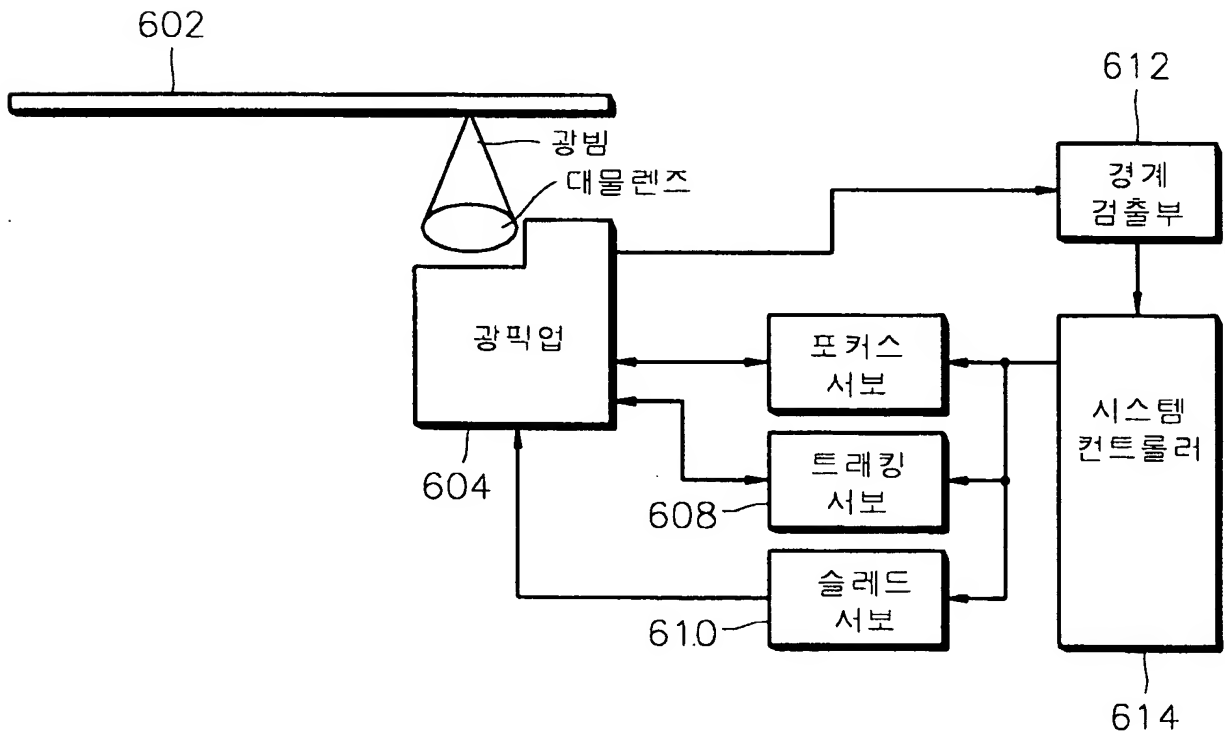 602
612
광빔
대물렌즈
경계
검출부
광픽업
포커스
서보
시스템
컨트롤러
604
트래킹
서보
608
슬레드
서보
610
614